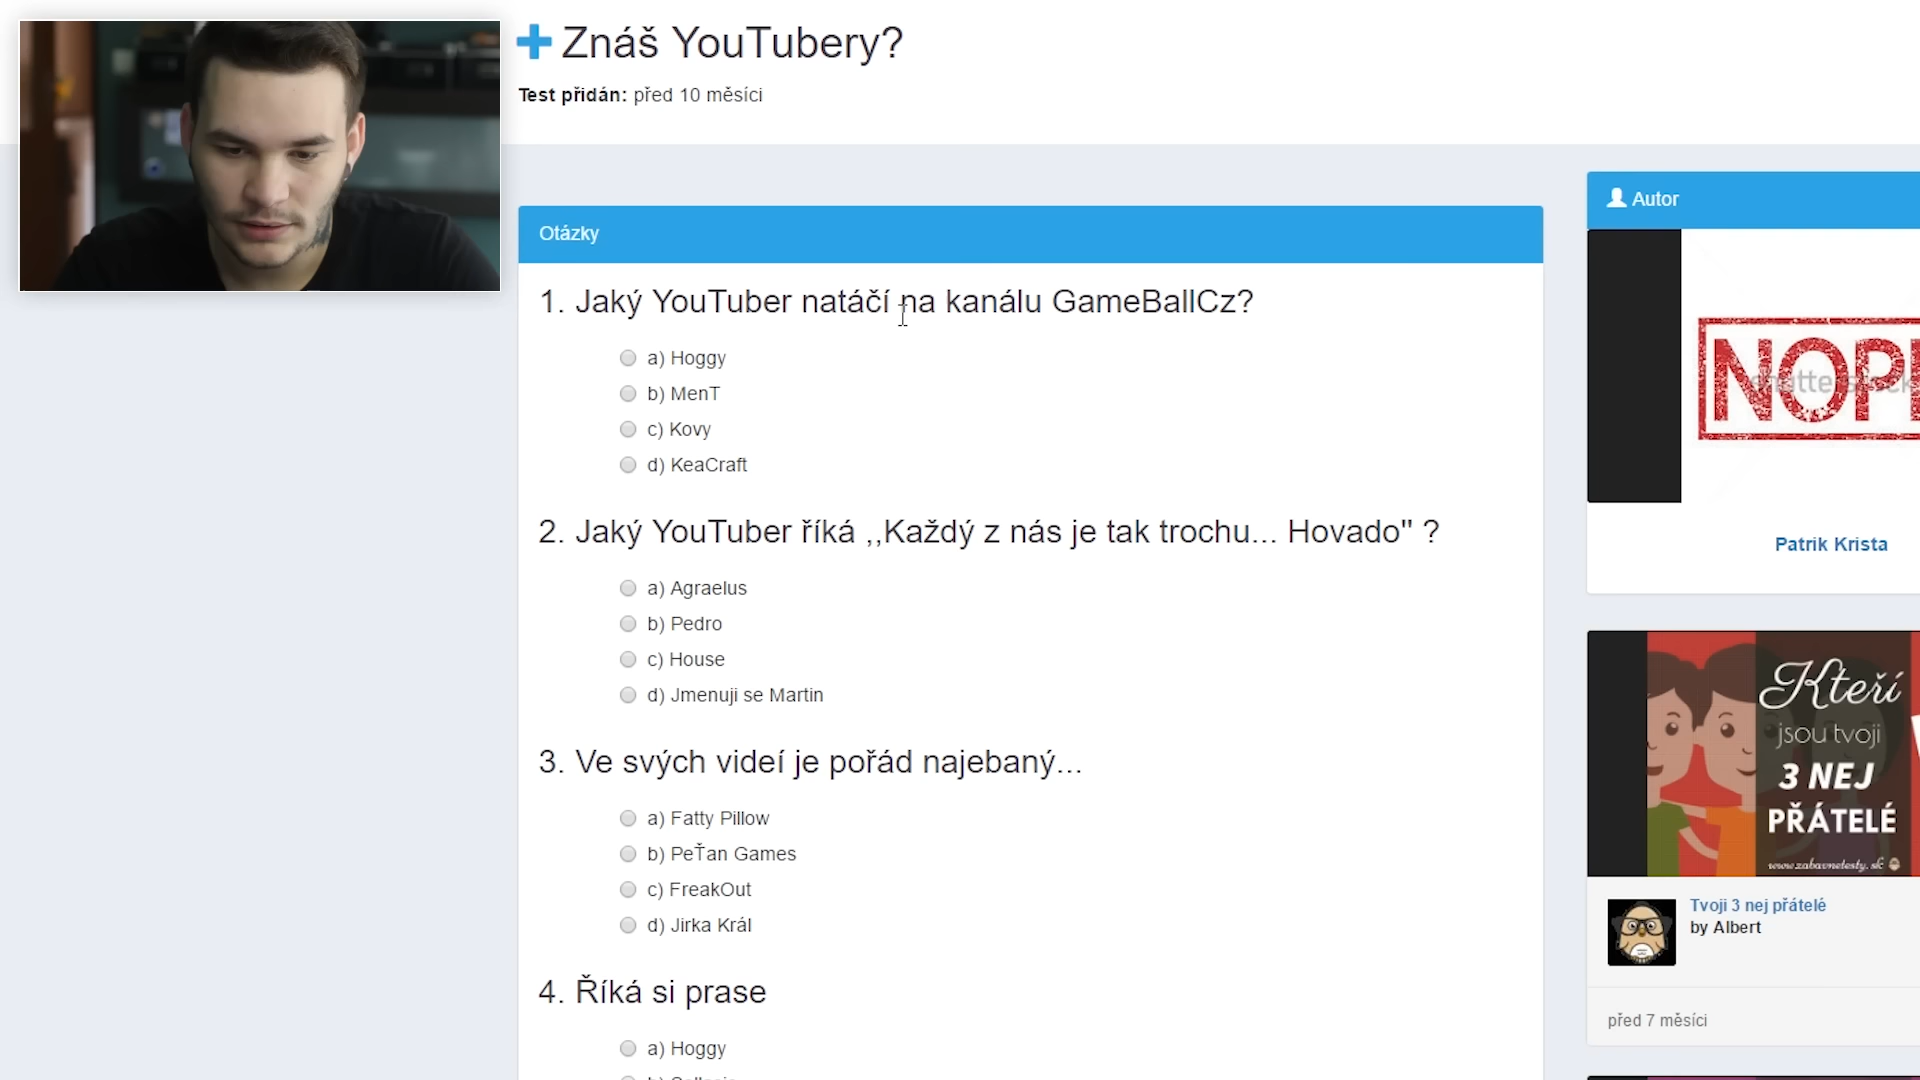 Znáš YouTubery?
Test přidán: před 10 měsíci
Otázky
1. Jaký YouTuber natáčí na kanálu GameBallCz?
a) Hoggy
b) MenT
c) Kovy
d) KeaCraft
2. Jaký YouTuber říká ,,Každý z nás je tak trochu... Hovado" ?
a) Agraelus
b) Pedro
c) House
d) Jmenuji se Martin
3. Ve svých videí je pořád najebaný...
a) Fatty Pillow
b) PeŤan Games
c) FreakOut
d) Jirka Král
4. Říká si prase
a) Hoggy
Autor
Patrik Krista
Kteří
jsou tvoji
3 NEJ
PŘÁTELÉ
www.zabavnetesty.sk
Tvoji 3 nej přátelé
by Albert
před 7 měsíci